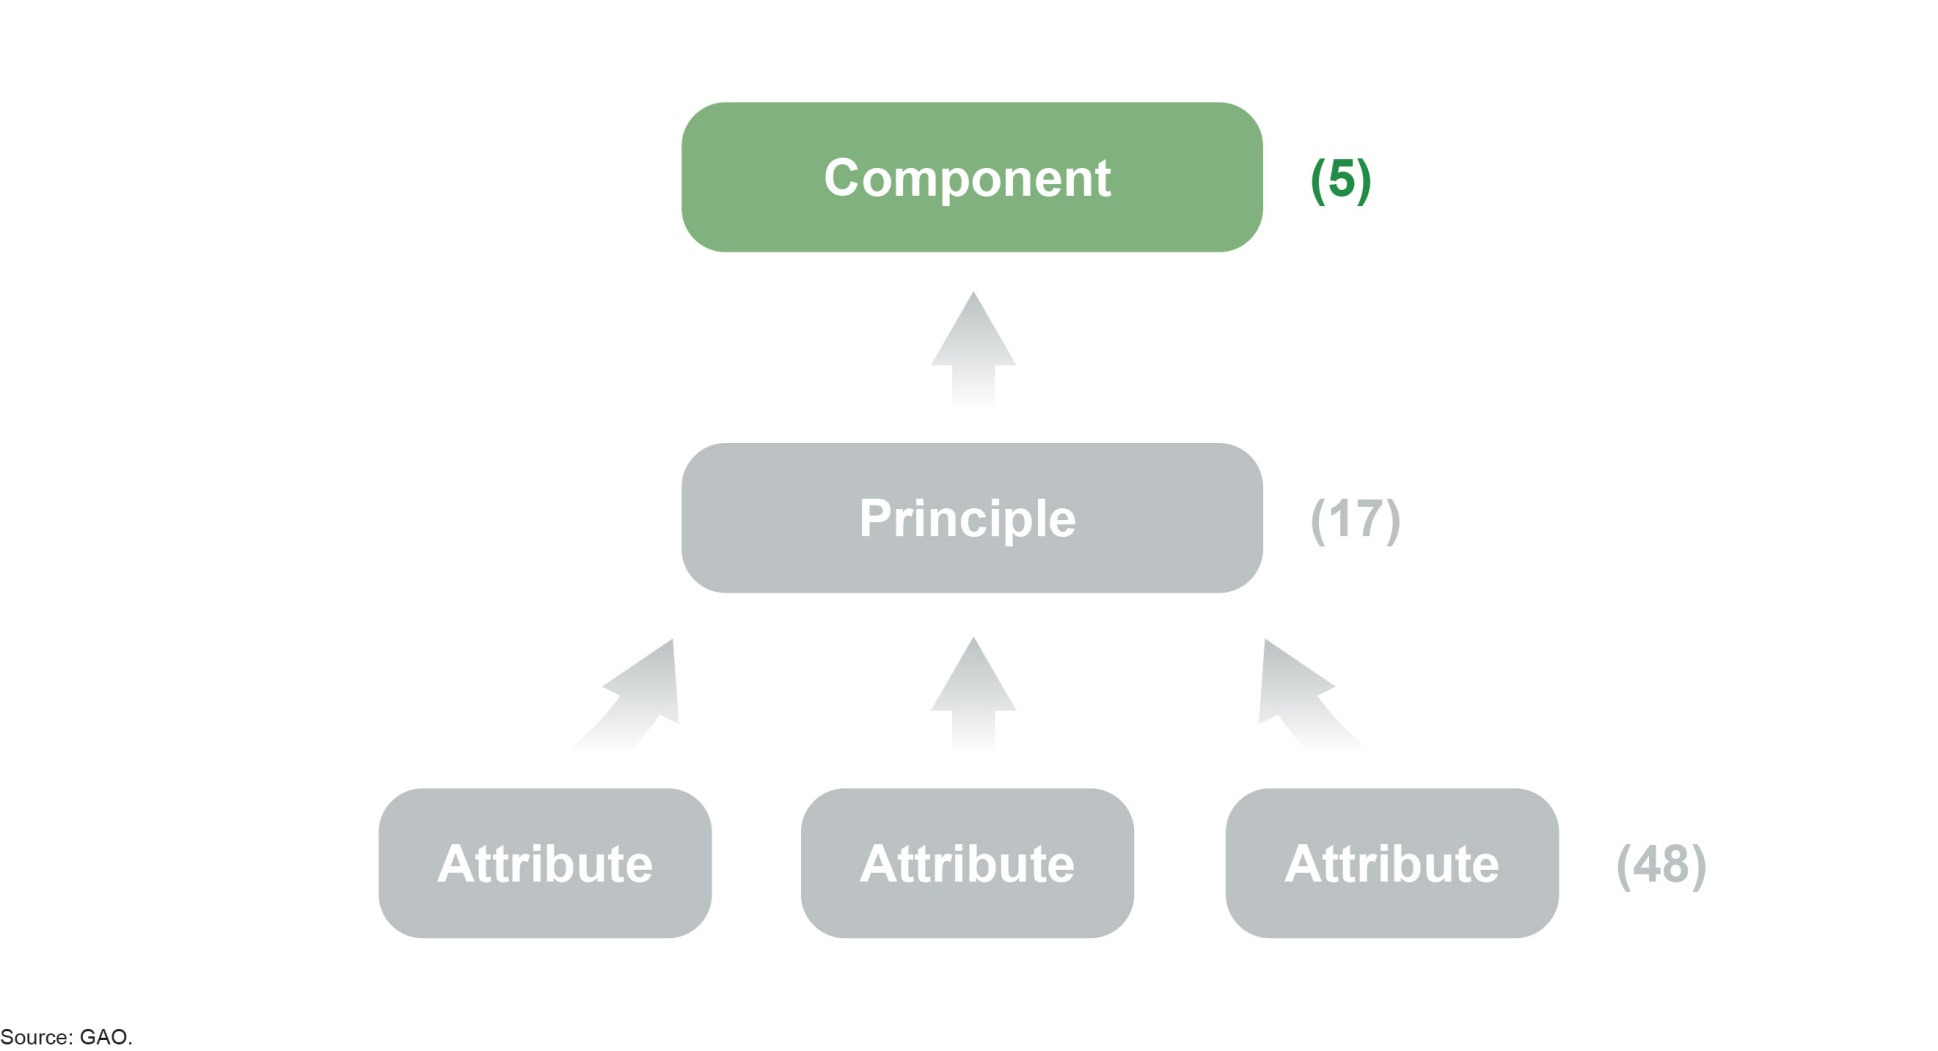 Component (5)
Principle (17)
Attribute Attribute Attribute (48)
Source: GAO.